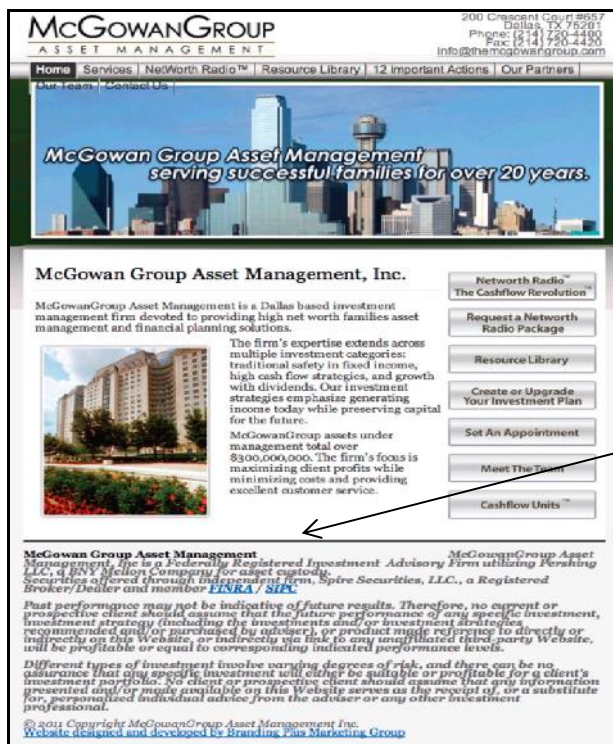 McGowanGroup
ASSET MANAGEMENT
200 Crescent Court #657
Dallas, TX 75201
Phone: (214) 720-4400
Fax: (214) 720-4420
info@themcgowangroup.com
Home | Services | NetWorth Radio™ | Resource Library | 12 Important Actions | Our Partners
Our Team | Contact Us
McGowan Group Asset Management
serving successful families for over 20 years.
McGowan Group Asset Management, Inc.
McGowanGroup Asset Management is a Dallas based investment
management firm devoted to providing high net worth families asset
management and financial planning solutions.
The firm's expertise extends across
multiple investment categories:
traditional safety in fixed income,
high cash flow strategies, and growth
with dividends. Our investment
strategies emphasize generating
income today while preserving capital
for the future.
McGowanGroup assets under
management total over
$300,000,000. The firm's focus is
maximizing client profits while
minimizing costs and providing
excellent customer service.
Networth Radio™
The Cashflow Revolution™
Request a Networth
Radio Package
Resource Library
Create or Upgrade
Your Investment Plan
Set An Appointment
Meet The Team
Cashflow Units™
McGowan Group Asset Management McGowanGroup Asset
Management, Inc is a Federally Registered Investment Advisory Firm utilizing Pershing
LLC, a BNY Mellon Company for asset custody.
Securities offered through independent firm, Spire Securities, LLC., a Registered
Broker/Dealer and member FINRA / SIPC
Past performance may not be indicative of future results. Therefore, no current or
prospective client should assume that the future performance of any specific investment,
investment strategy (including the investments and/or investment strategies
recommended and/or purchased by adviser), or product made reference to directly or
indirectly on this Website, or indirectly via link to any unaffiliated third-party Website,
will be profitable or equal to corresponding indicated performance levels.
Different types of investment involve varying degrees of risk, and there can be no
assurance that any specific investment will either be suitable or profitable for a client's
investment portfolio. No client or prospective client should assume that any information
presented and/or made available on this Website serves as the receipt of, or a substitute
for, personalized individual advice from the adviser or any other investment
professional.
© 2011 Copyright McGowanGroup Asset Management Inc.
Website designed and developed by Branding Plus Marketing Group